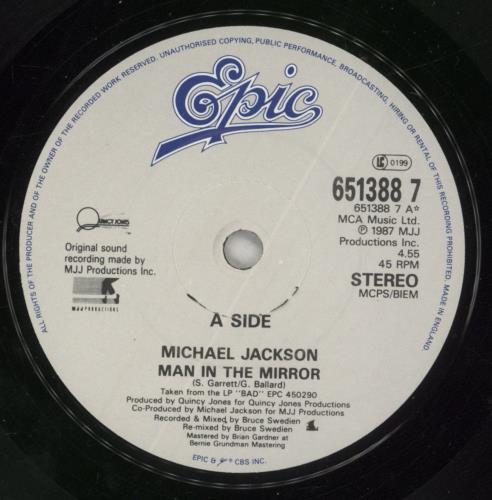 ALL RIGHTS OF THE PRODUCER AND OF THE OWNER OF THE RECORDED WORK RESERVED. UNAUTHORISED COPYING, PUBLIC PERFORMANCE, BROADCASTING, HIRING OR RENTAL OF THIS RECORDING PROHIBITED. MADE IN ENGLAND.
Epic
LC 0199
651388 7
651388 7 A☆
MCA Music Ltd.
℗ 1987 MJJ
Productions Inc.
4.55
45 RPM
STEREO
MCPS/BIEM
QUINCY JONES
Original sound
recording made by
MJJ Productions Inc.
MJJ PRODUCTIONS
A SIDE
MICHAEL JACKSON
MAN IN THE MIRROR
(S. Garrett/G. Ballard)
Taken from the LP "BAD" EPC 450290
Produced by Quincy Jones for Quincy Jones Productions
Co-Produced by Michael Jackson for MJJ Productions
Recorded & Mixed by Bruce Swedien
Re-mixed by Bruce Swedien
Mastered by Brian Gardner at
Bernie Grundman Mastering
EPIC & ® CBS INC.